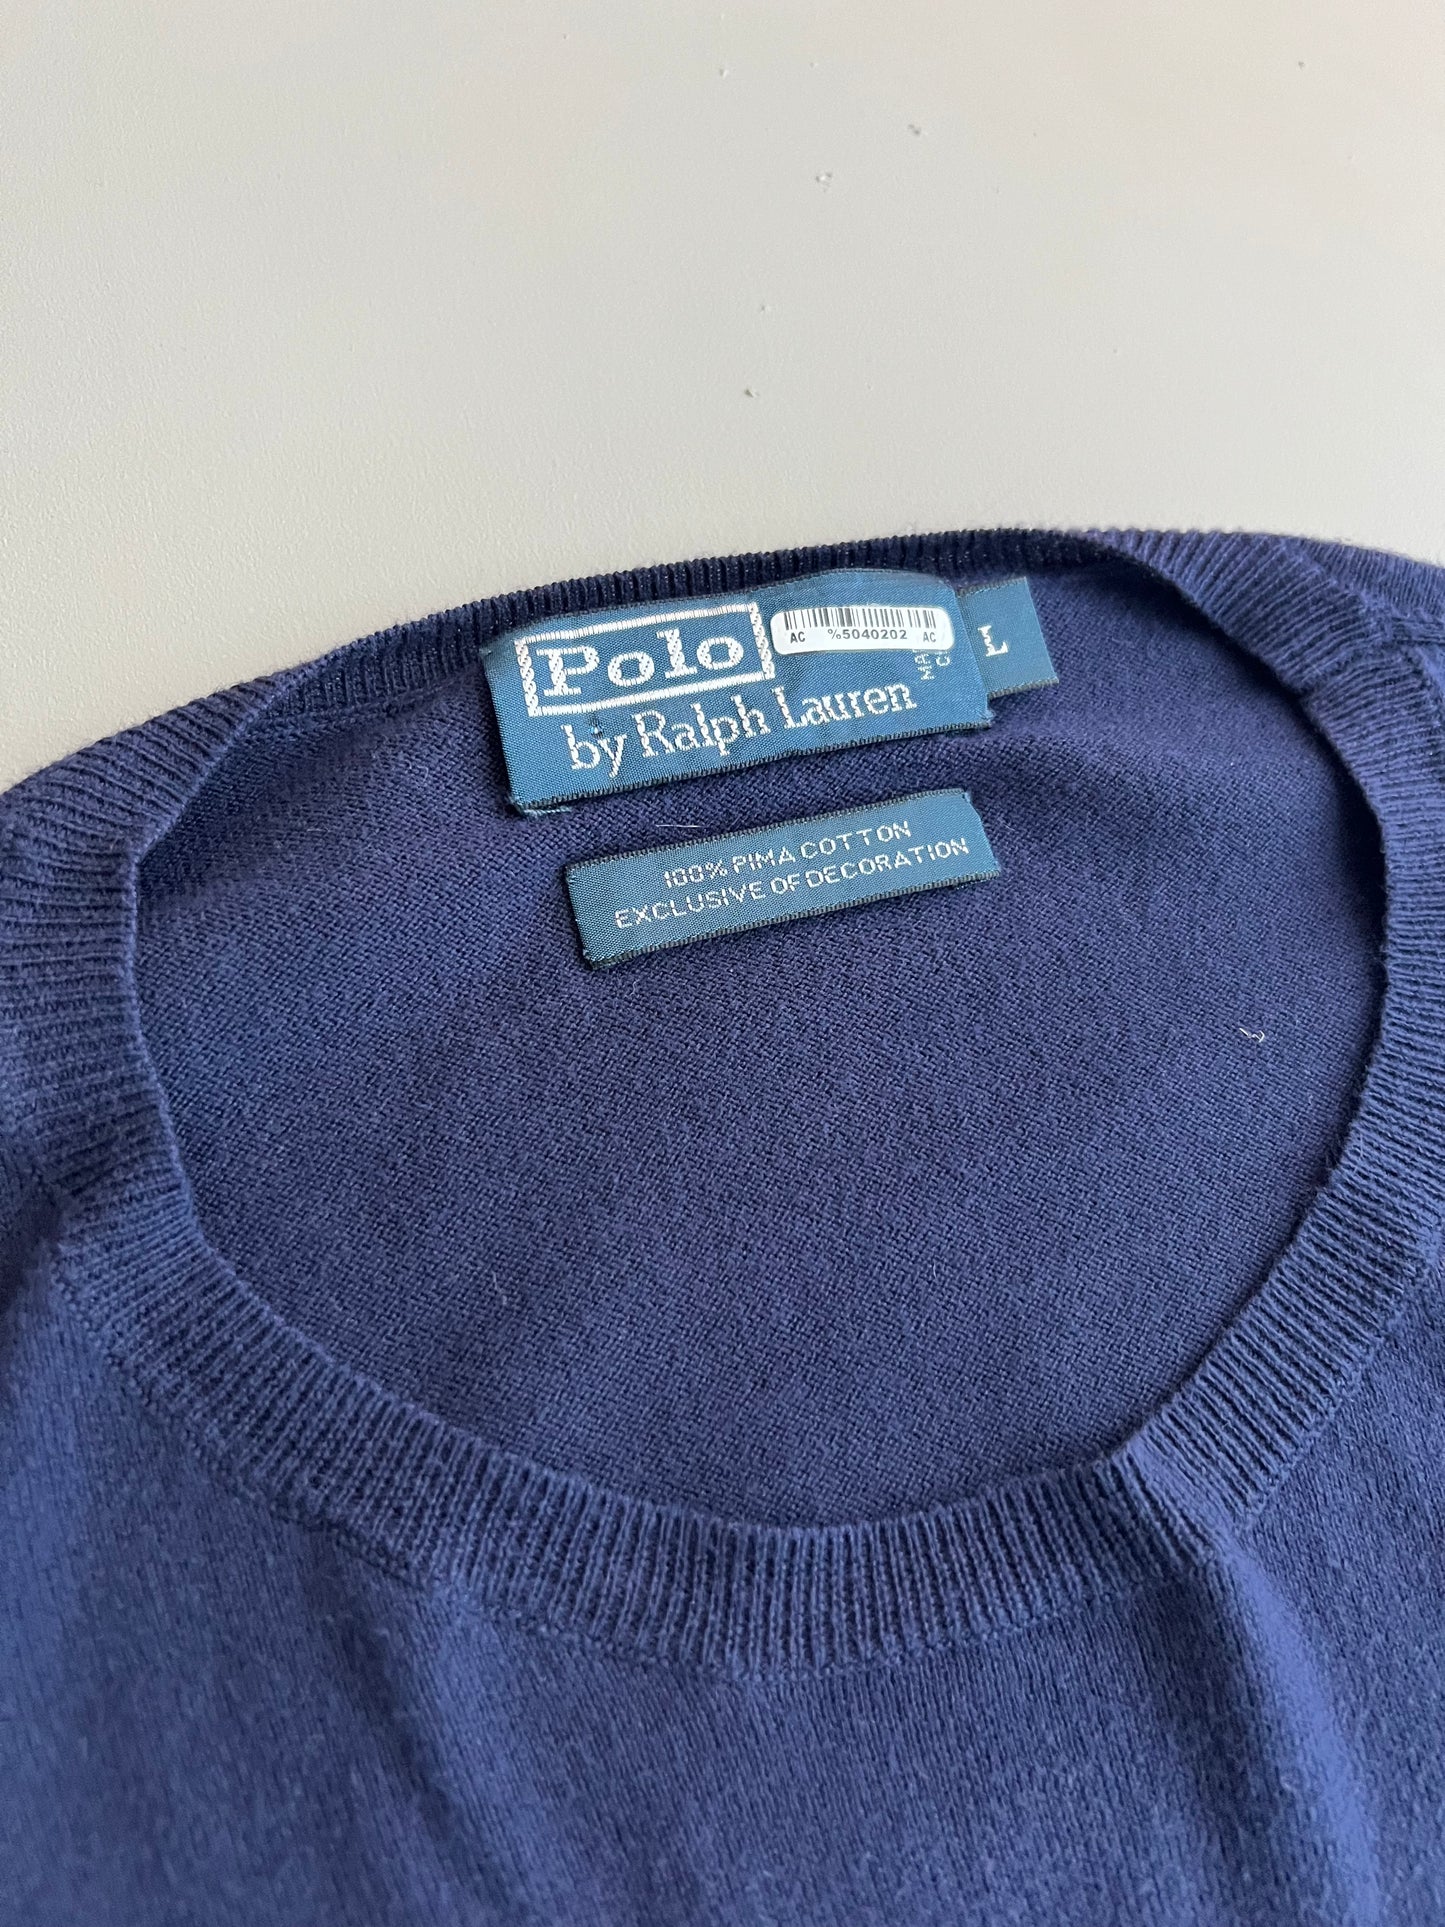 Polo
by Ralph Lauren
AC %5040202 AC
L
100% PIMA COTTON
EXCLUSIVE OF DECORATION